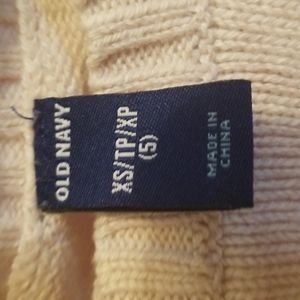 OLD NAVY
XS/TP/XP
(5)
MADE IN
CHINA